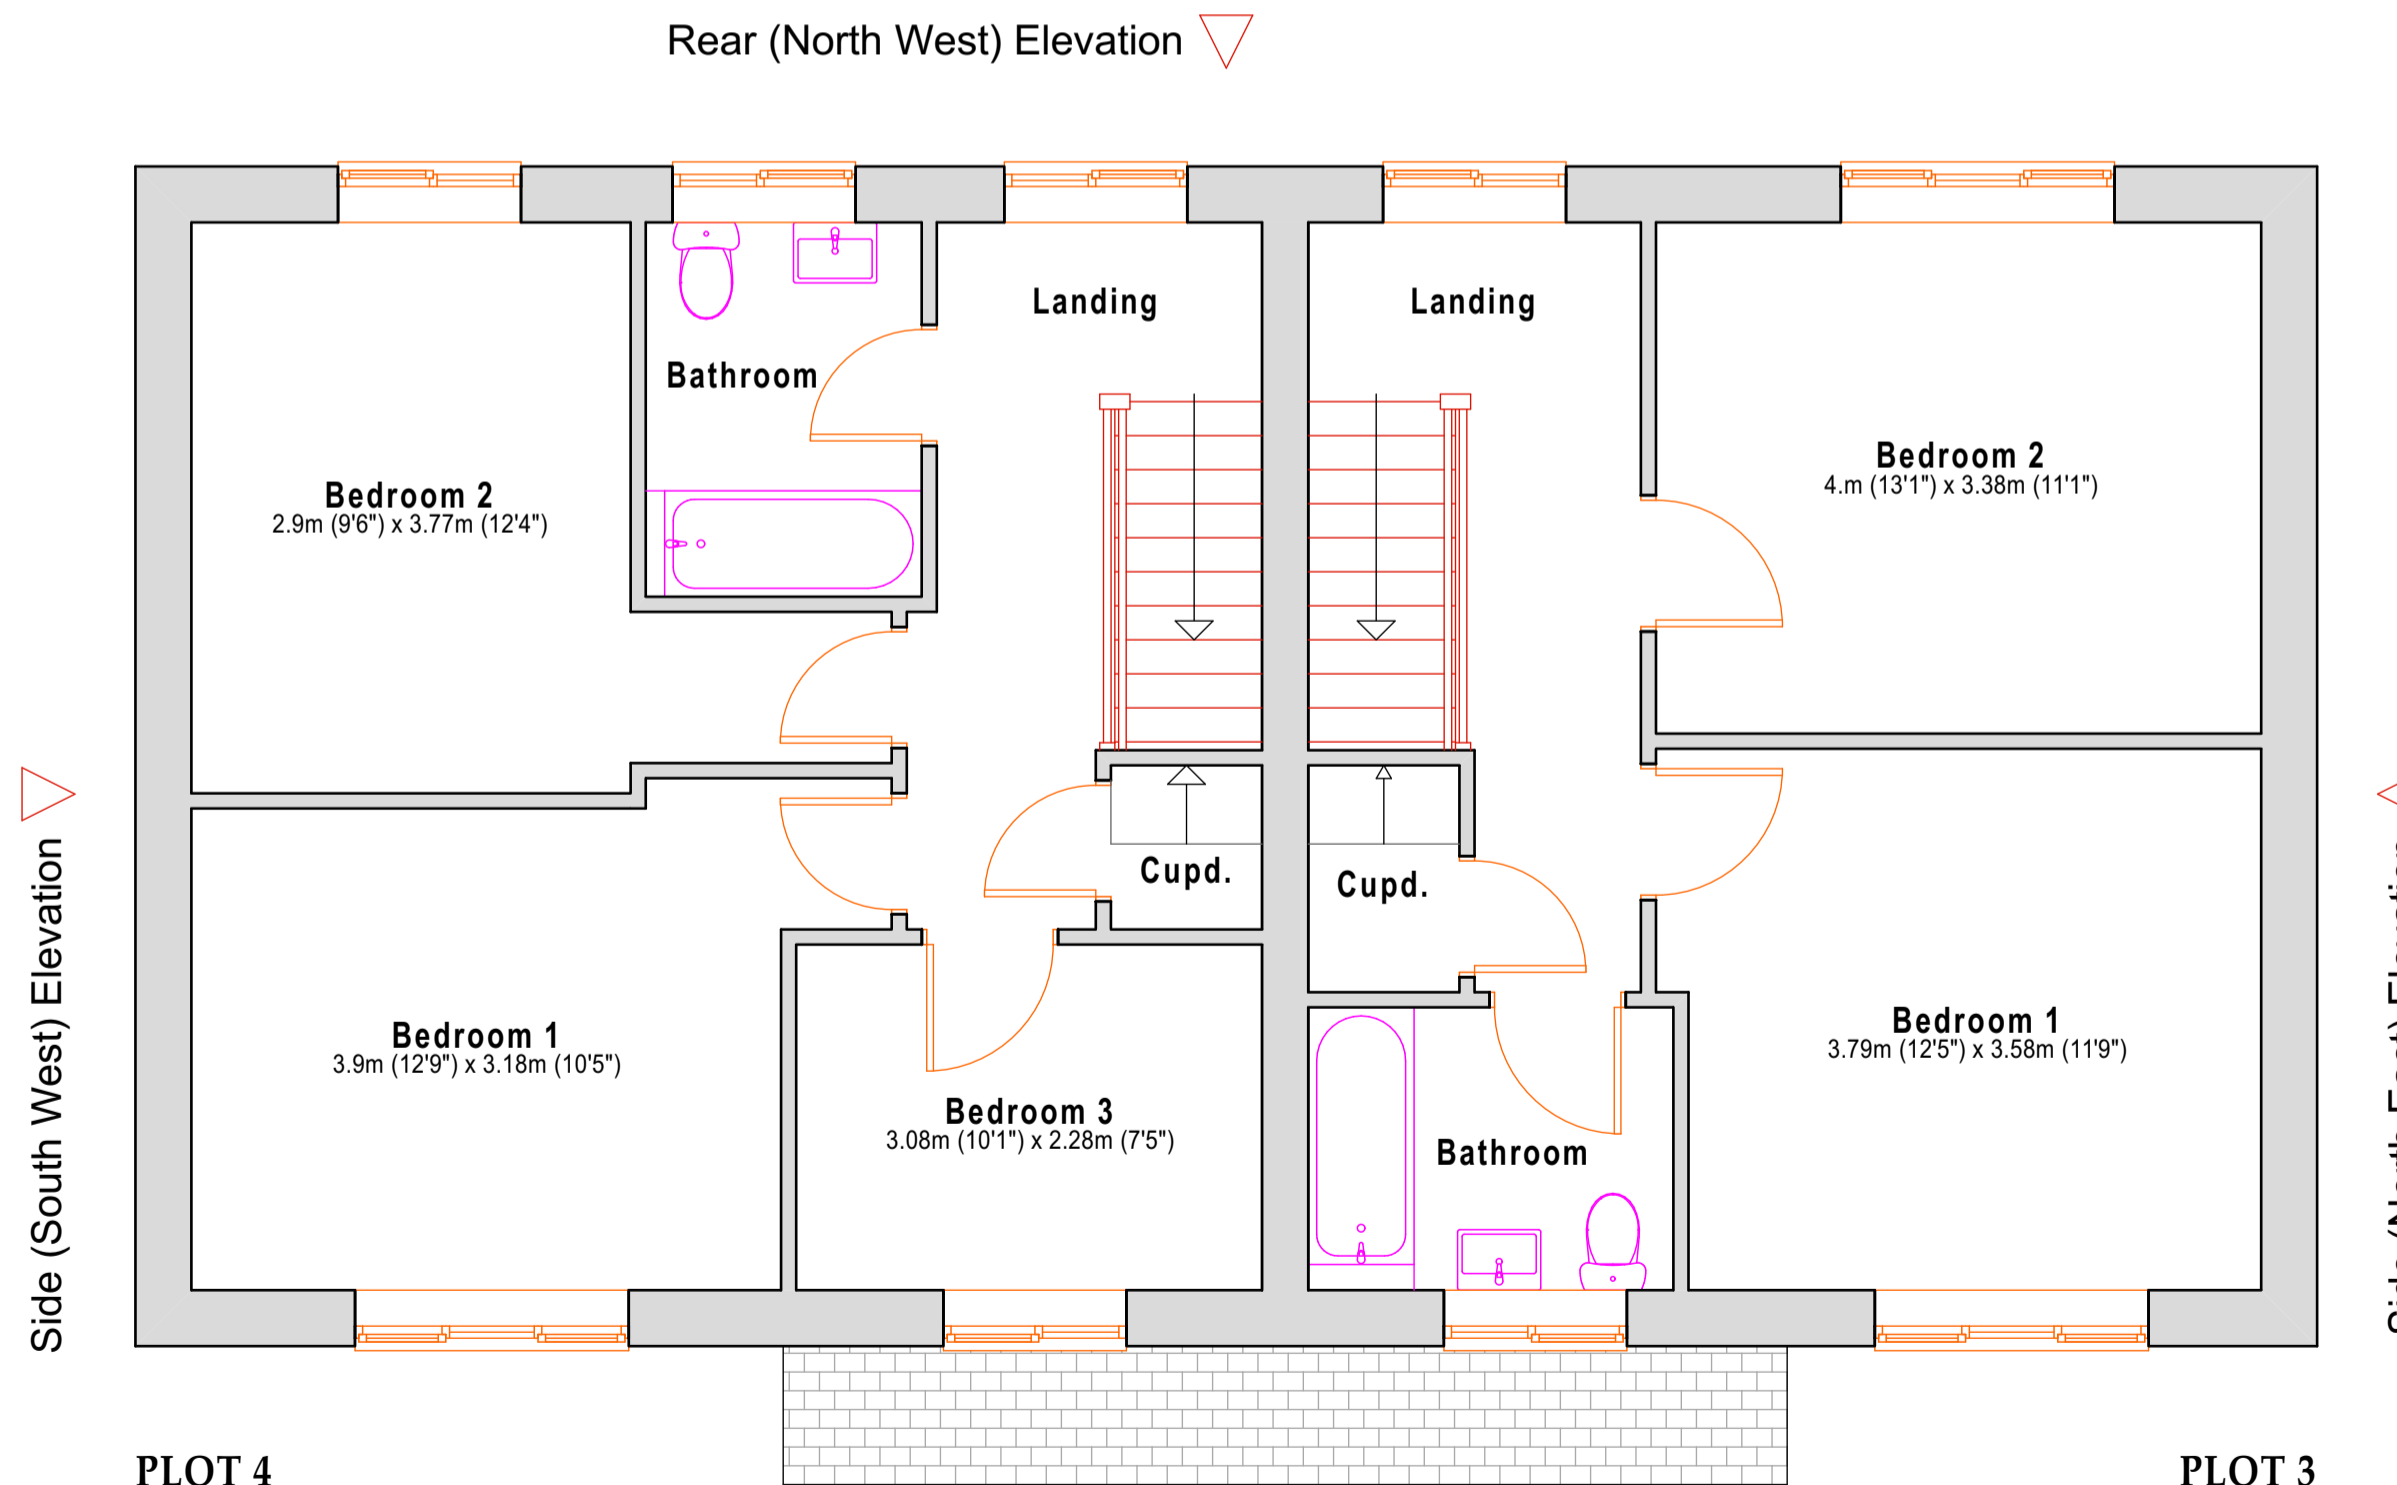 Rear (North West) Elevation
Landing
Landing
Bathroom
Bedroom 2
4.m (13'1") x 3.38m (11'1")
Bedroom 2
2.9m (9'6") x 3.77m (12'4")
Cupd.
Cupd.
Side (South West) Elevation
Bedroom 1
3.79m (12'5") x 3.58m (11'9")
Bedroom 1
3.9m (12'9") x 3.18m (10'5")
Bedroom 3
3.08m (10'1") x 2.28m (7'5")
Bathroom
PLOT 4
PLOT 3